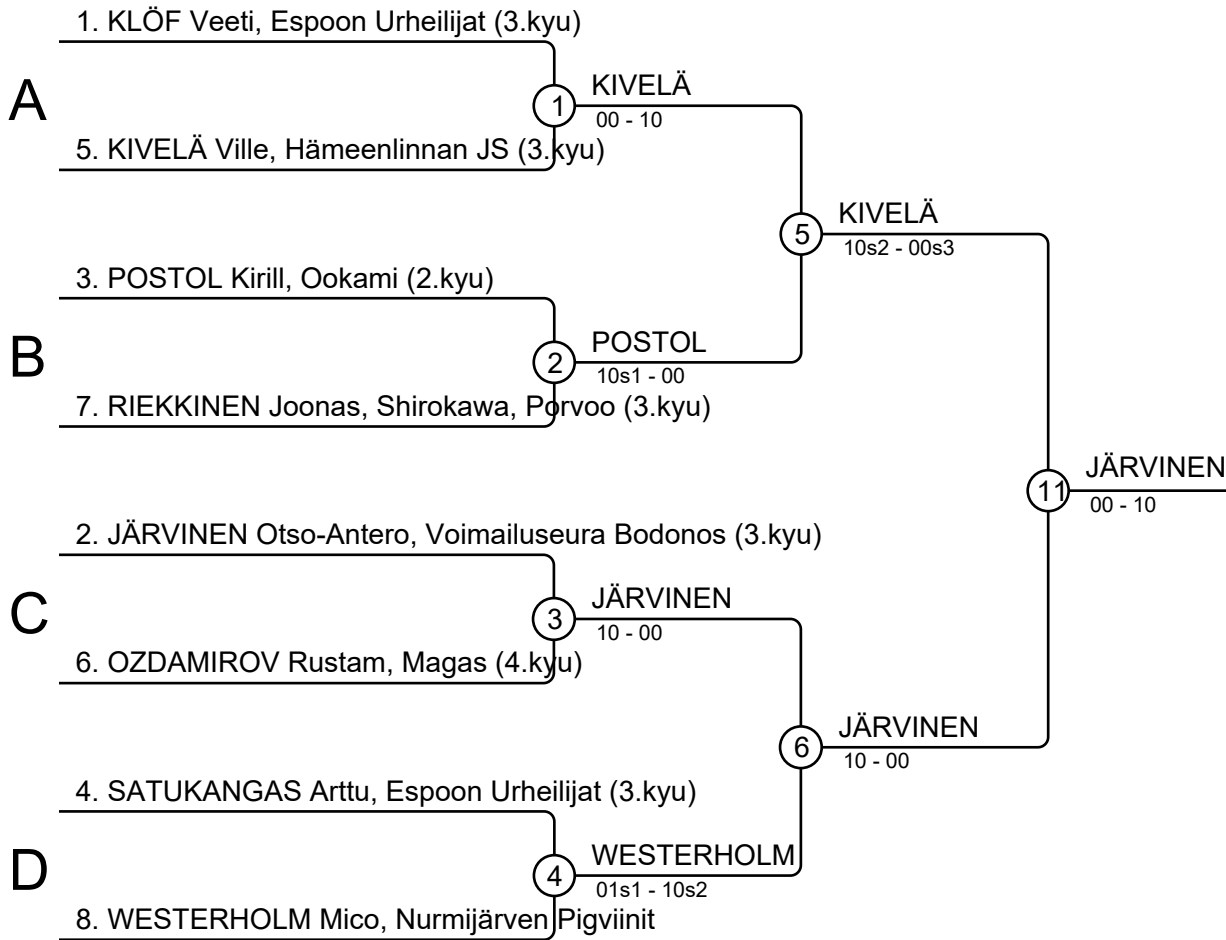 1. KLÖF Veeti, Espoon Urheilijat (3.kyu)
A
1
KIVELÄ
00 - 10
5. KIVELÄ Ville, Hämeenlinnan JS (3.kyu)
5
KIVELÄ
10s2 - 00s3
3. POSTOL Kirill, Ookami (2.kyu)
B
2
POSTOL
10s1 - 00
7. RIEKKINEN Joonas, Shirokawa, Porvoo (3.kyu)
11
JÄRVINEN
00 - 10
2. JÄRVINEN Otso-Antero, Voimailuseura Bodonos (3.kyu)
C
3
JÄRVINEN
10 - 00
6. OZDAMIROV Rustam, Magas (4.kyu)
6
JÄRVINEN
10 - 00
4. SATUKANGAS Arttu, Espoon Urheilijat (3.kyu)
D
4
WESTERHOLM
01s1 - 10s2
8. WESTERHOLM Mico, Nurmijärven Pigviinit